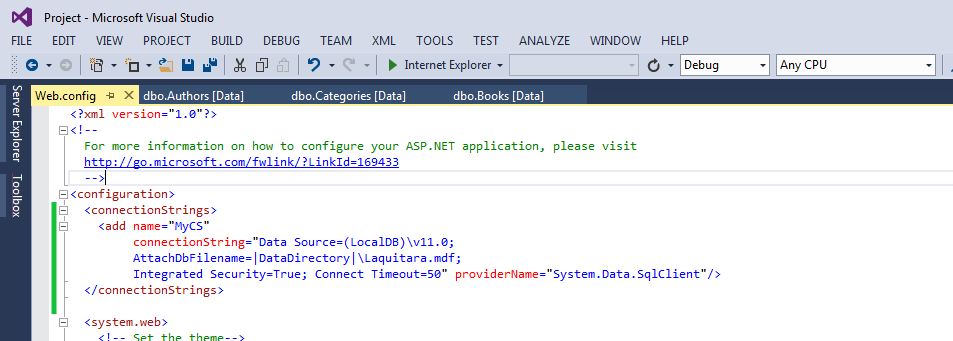 Project - Microsoft Visual Studio
FILE EDIT VIEW PROJECT BUILD DEBUG TEAM XML TOOLS TEST ANALYZE WINDOW HELP
Internet Explorer Debug Any CPU
Server Explorer
Toolbox
Web.config dbo.Authors [Data] dbo.Categories [Data] dbo.Books [Data]
<?xml version="1.0"?>
<!--
For more information on how to configure your ASP.NET application, please visit
http://go.microsoft.com/fwlink/?LinkId=169433
-->
<configuration>
<connectionStrings>
<add name="MyCS"
connectionString="Data Source=(LocalDB)\v11.0;
AttachDbFilename=|DataDirectory|\Laquitara.mdf;
Integrated Security=True; Connect Timeout=50" providerName="System.Data.SqlClient"/>
</connectionStrings>
<system.web>
<!-- Set the theme-->